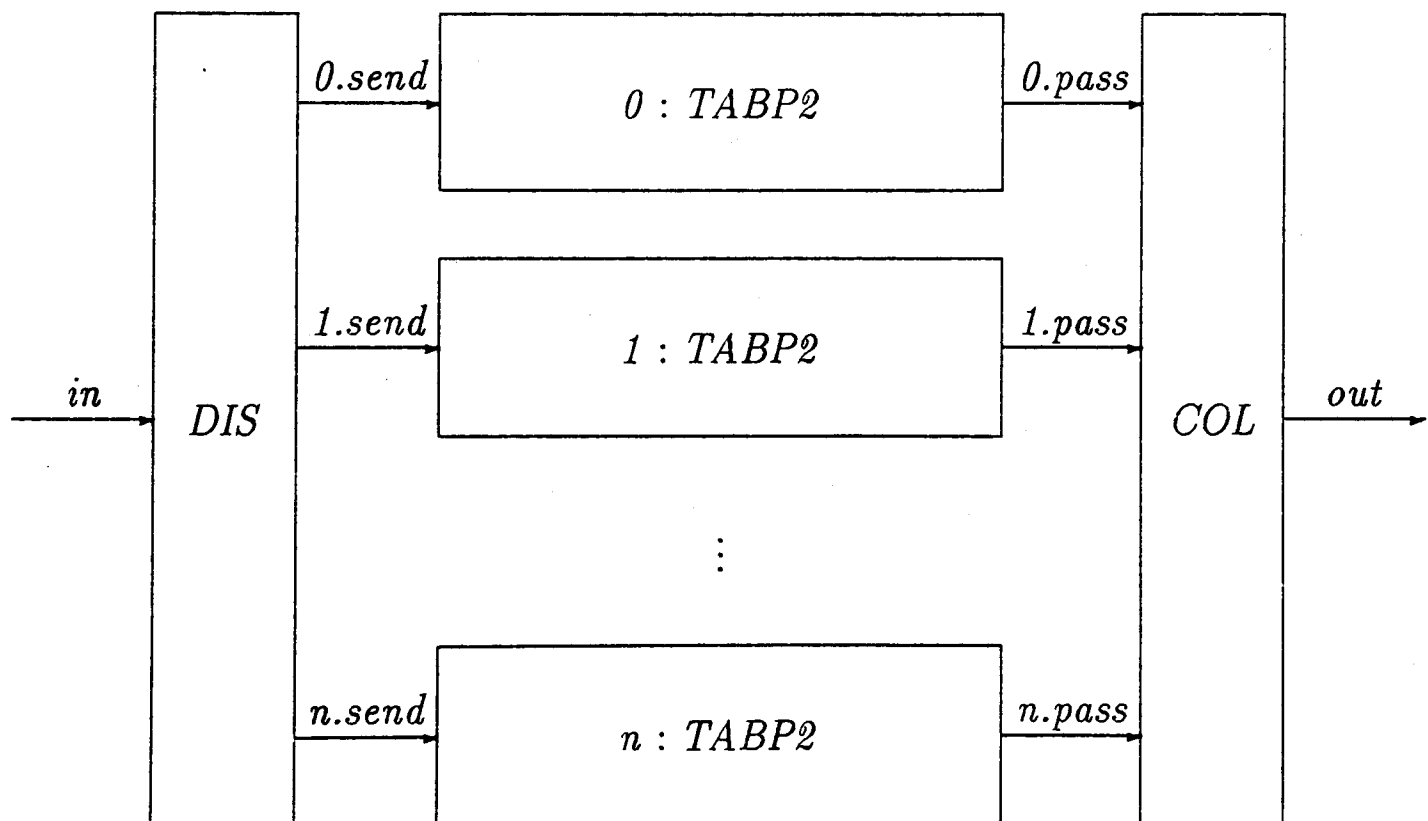 0.send
0 : TABP2
0.pass
1.send
1 : TABP2
1.pass
in
DIS
COL
out
⋮
n.send
n : TABP2
n.pass